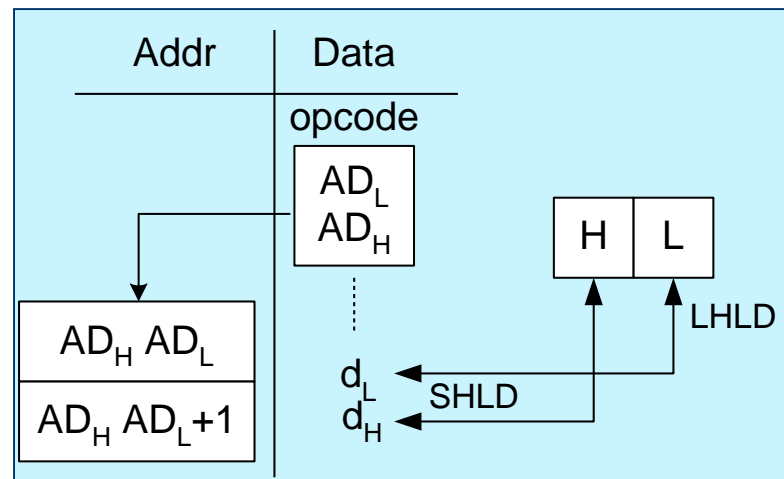 Addr Data
opcode
AD_L
AD_H
H L
LHLD
AD_H AD_L
d_L
SHLD
AD_H AD_L+1
d_H